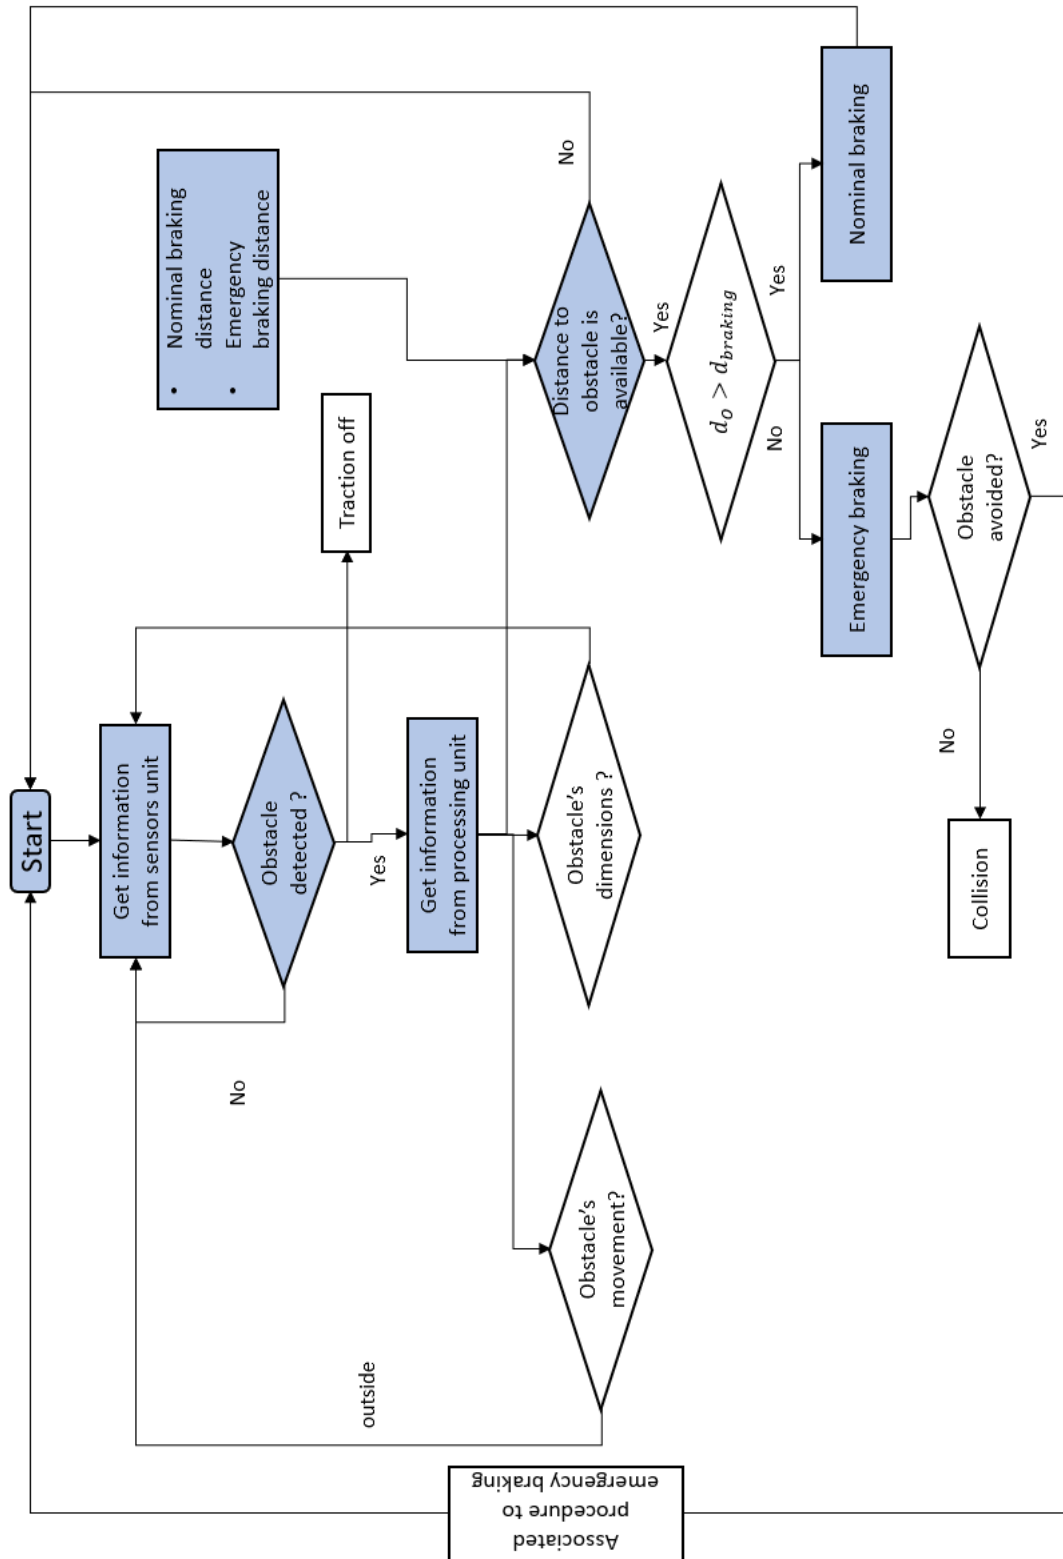 Start
Get information
from sensors unit
Obstacle
detected ?
No
Yes
Traction off
Get information
from processing unit
outside
Obstacle's
movement?
Obstacle's
dimensions ?
• Nominal braking
distance
• Emergency
braking distance
Distance to
obstacle is
available?
No
Yes
d_O > d_braking
No
Yes
Emergency braking
Nominal braking
Obstacle
avoided?
No
Yes
Collision
Associated
procedure to
emergency braking